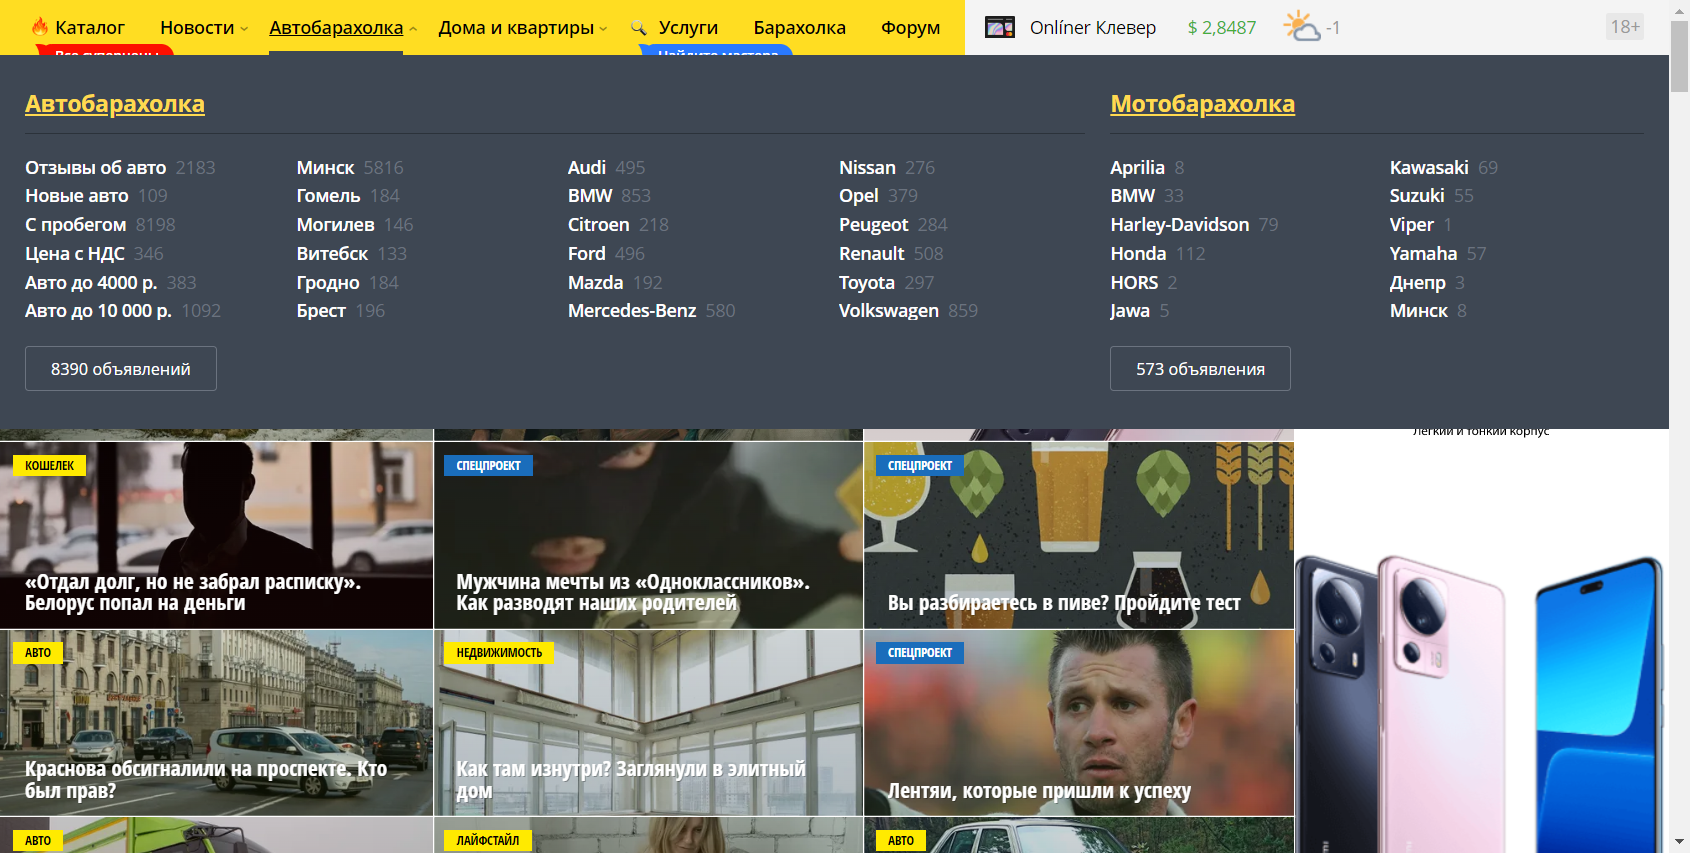 Каталог
Новости
Автобарахолка
Дома и квартиры
Услуги
Барахолка
Форум
Onlíner Клевер
$ 2,8487
-1
18+
Все суперцены
Найдите мастера
Автобарахолка
Отзывы об авто 2183
Новые авто 109
С пробегом 8198
Цена с НДС 346
Авто до 4000 р. 383
Авто до 10 000 р. 1092
Минск 5816
Гомель 184
Могилев 146
Витебск 133
Гродно 184
Брест 196
Audi 495
BMW 853
Citroen 218
Ford 496
Mazda 192
Mercedes-Benz 580
Nissan 276
Opel 379
Peugeot 284
Renault 508
Toyota 297
Volkswagen 859
8390 объявлений
Мотобарахолка
Aprilia 8
BMW 33
Harley-Davidson 79
Honda 112
HORS 2
Jawa 5
Kawasaki 69
Suzuki 55
Viper 1
Yamaha 57
Днепр 3
Минск 8
573 объявления
Легкий и тонкий корпус
КОШЕЛЕК
«Отдал долг, но не забрал расписку».
Белорус попал на деньги
СПЕЦПРОЕКТ
Мужчина мечты из «Одноклассников».
Как разводят наших родителей
СПЕЦПРОЕКТ
Вы разбираетесь в пиве? Пройдите тест
АВТО
Краснова обсигналили на проспекте. Кто
был прав?
НЕДВИЖИМОСТЬ
Как там изнутри? Заглянули в элитный
дом
СПЕЦПРОЕКТ
Лентяи, которые пришли к успеху
АВТО
ЛАЙФСТАЙЛ
АВТО